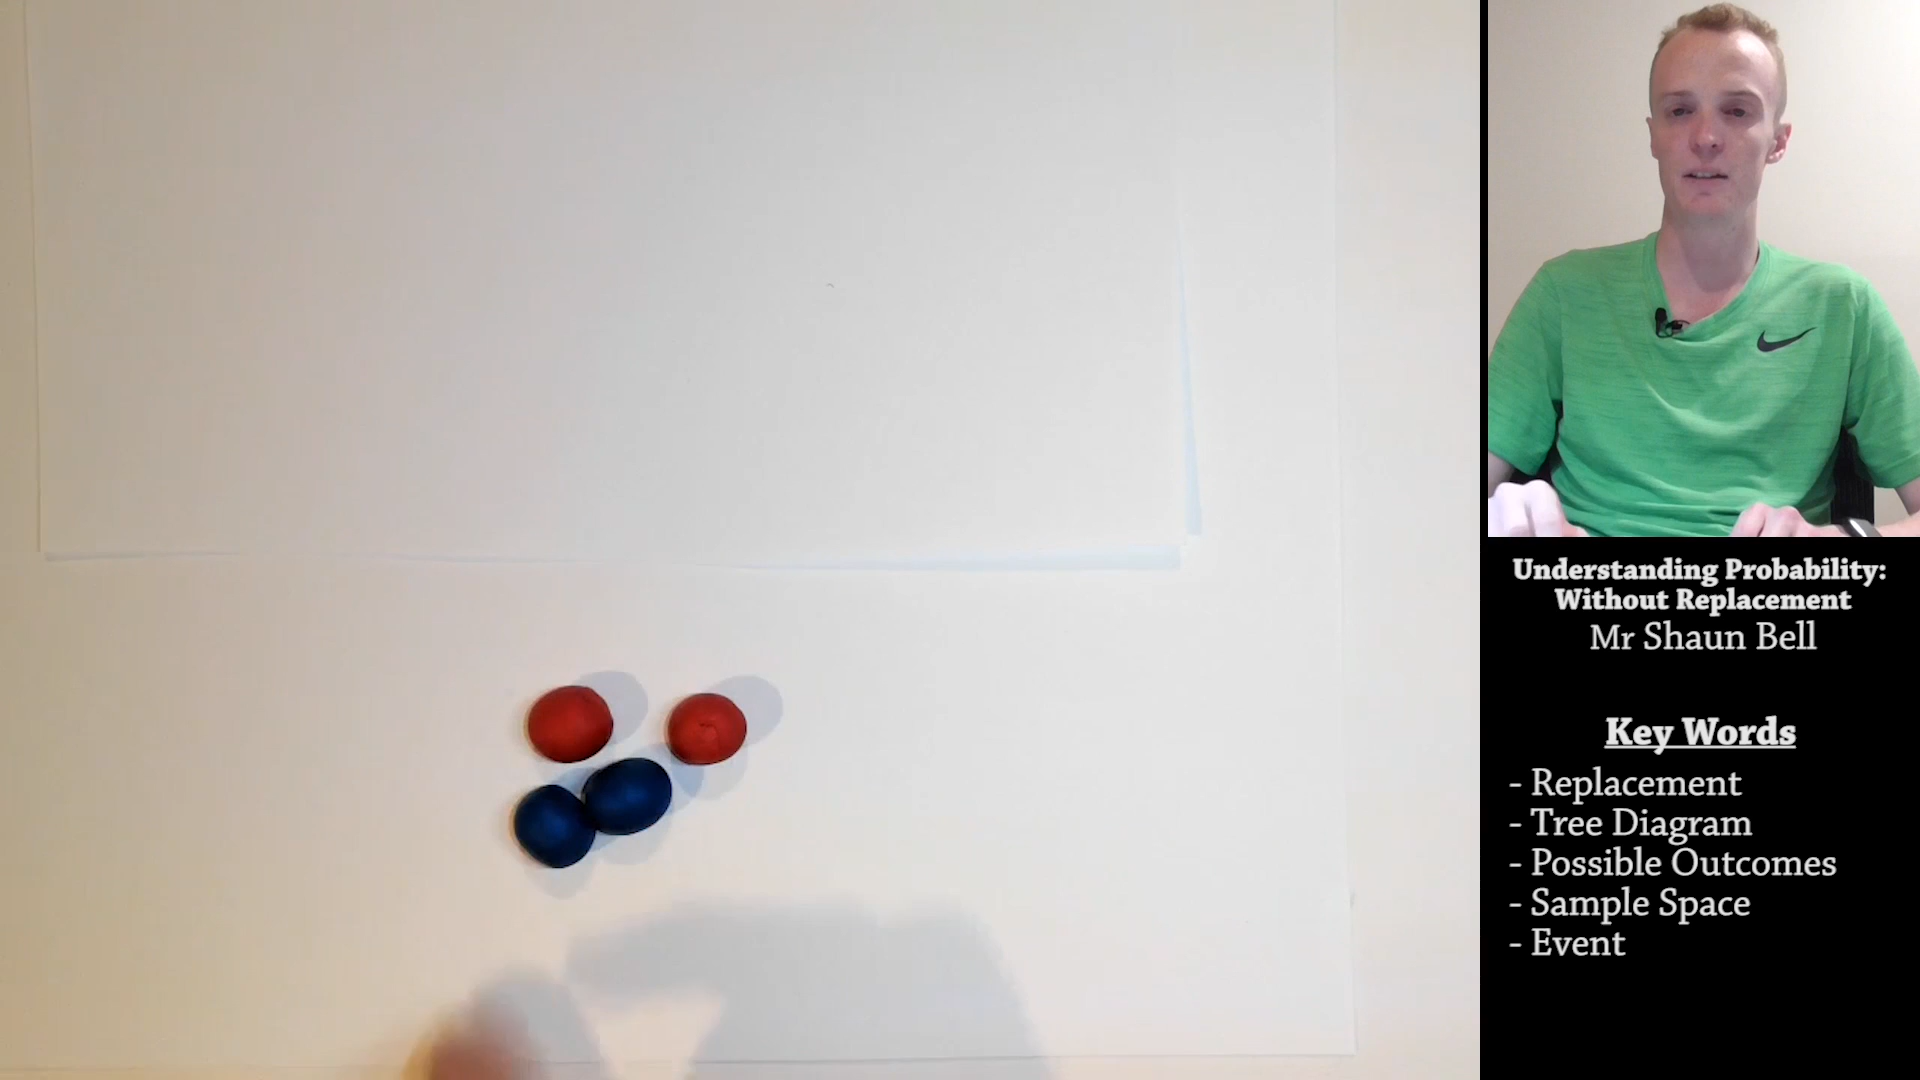 Understanding Probability:
Without Replacement
Mr Shaun Bell
Key Words
- Replacement
- Tree Diagram
- Possible Outcomes
- Sample Space
- Event